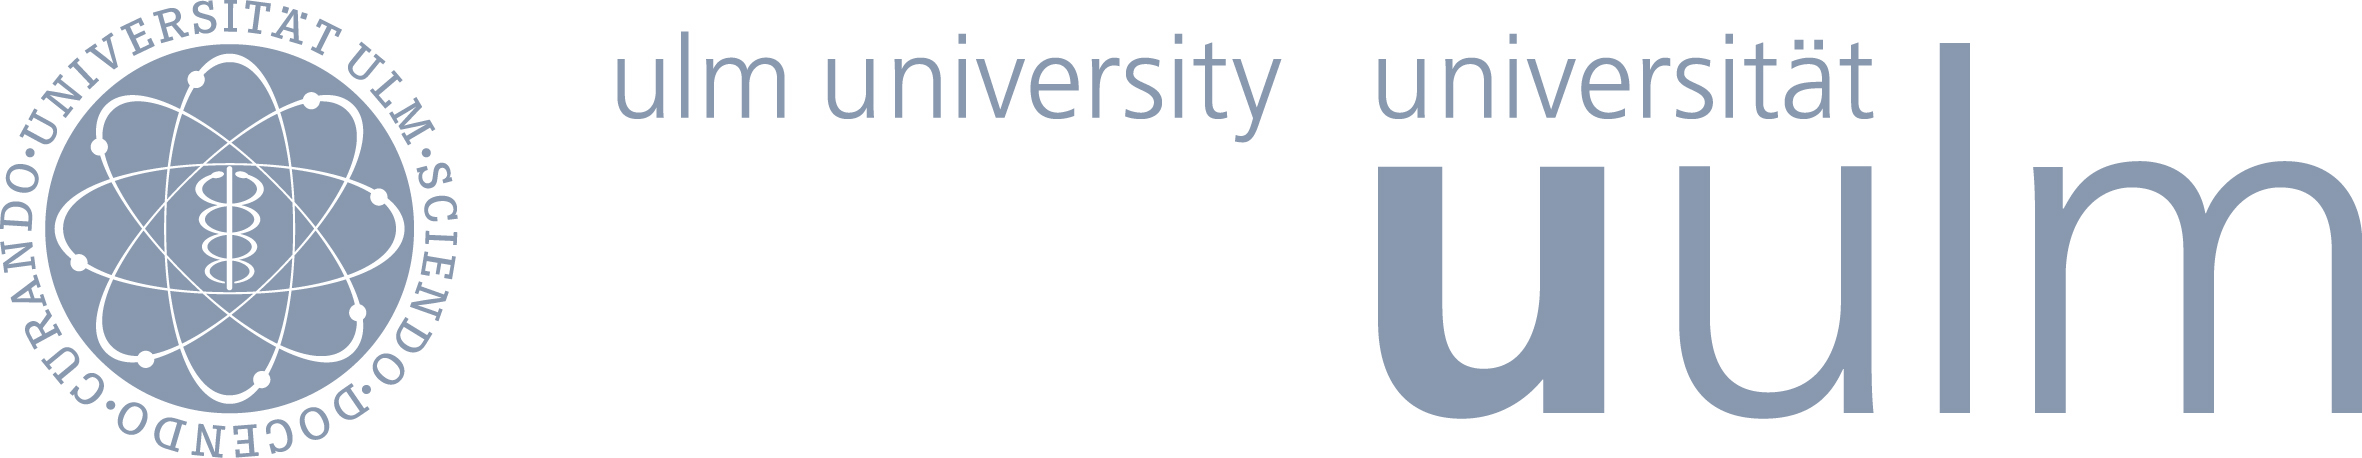 UNIVERSITÄT ULM · SCIENDO · DOCENDO · CURANDO ·
ulm university universität
uulm